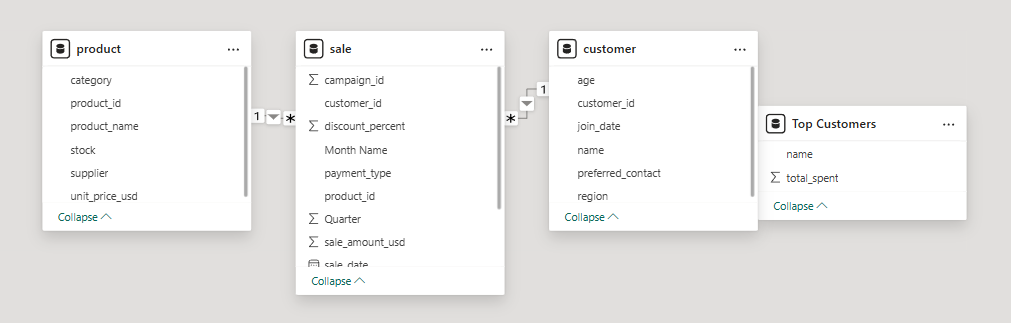 product
...
category
product_id
product_name
stock
supplier
unit_price_usd
Collapse
1
*
sale
...
Σ campaign_id
customer_id
Σ discount_percent
Month Name
payment_type
product_id
Σ Quarter
Σ sale_amount_usd
sale_date
Collapse
*
1
customer
...
age
customer_id
join_date
name
preferred_contact
region
Collapse
Top Customers
...
name
Σ total_spent
Collapse